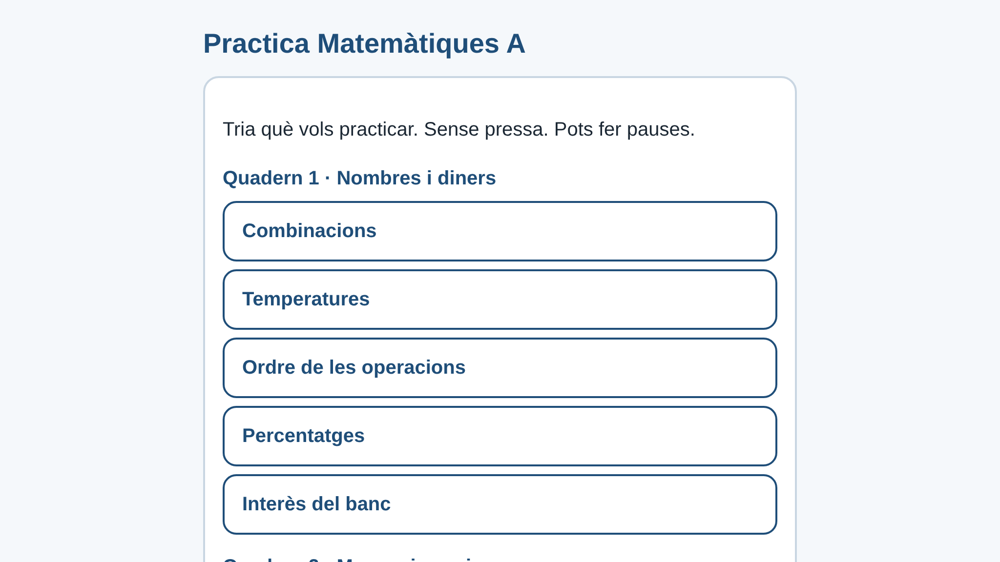 Practica Matemàtiques A
Tria què vols practicar. Sense pressa. Pots fer pauses.
Quadern 1 · Nombres i diners
Combinacions
Temperatures
Ordre de les operacions
Percentatges
Interès del banc